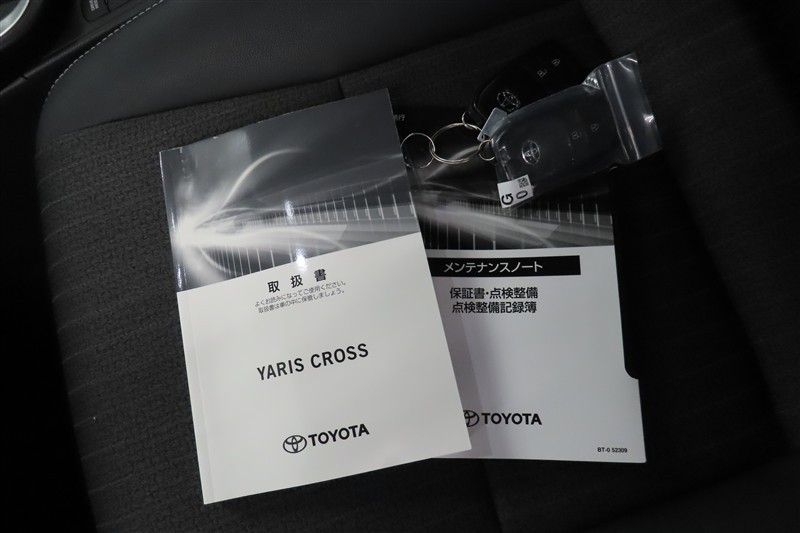 取扱書
よくお読みになってご使用ください。
取扱書は車の中に保管しましょう。
YARIS CROSS
TOYOTA
メンテナンスノート
保証書・点検整備
点検整備記録簿
TOYOTA
BT-0 52309